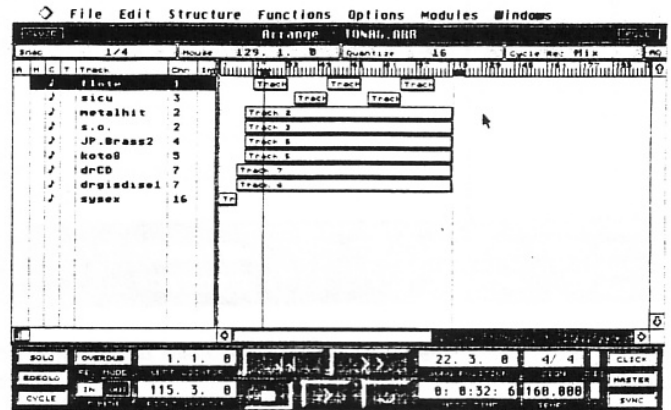 File Edit Structure Functions Options Modules Windows
Arrange
Snap 1/4 Mouse 129. 1. 0 Quantize 16 Cycle Rec Mix
A M C T Track Chn
flute 1
sicu 3
metalhit 2
s.o. 2
JP.Brass2 4
koto8 5
drCD 7
drgisdisel 7
sysex 16
Track Track Track
Track Track
Track 2
Track 3
Track 5
Track 7
Tr
SOLO OVERDUB 1. 1. 0 22. 3. 0 4/ 4 CLICK
MASTER
IN 115. 3. 0 0: 0:32: 6 160.000
CYCLE SYNC